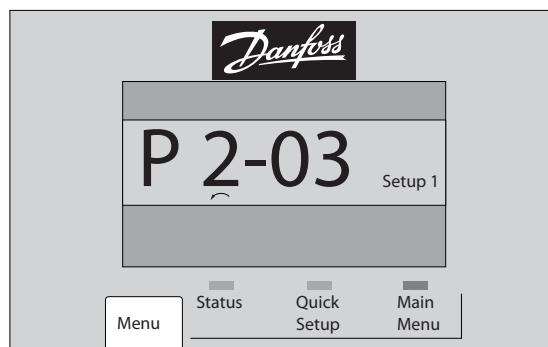 Danfoss
P 2-03
Setup 1
Status
Quick
Setup
Main
Menu
Menu